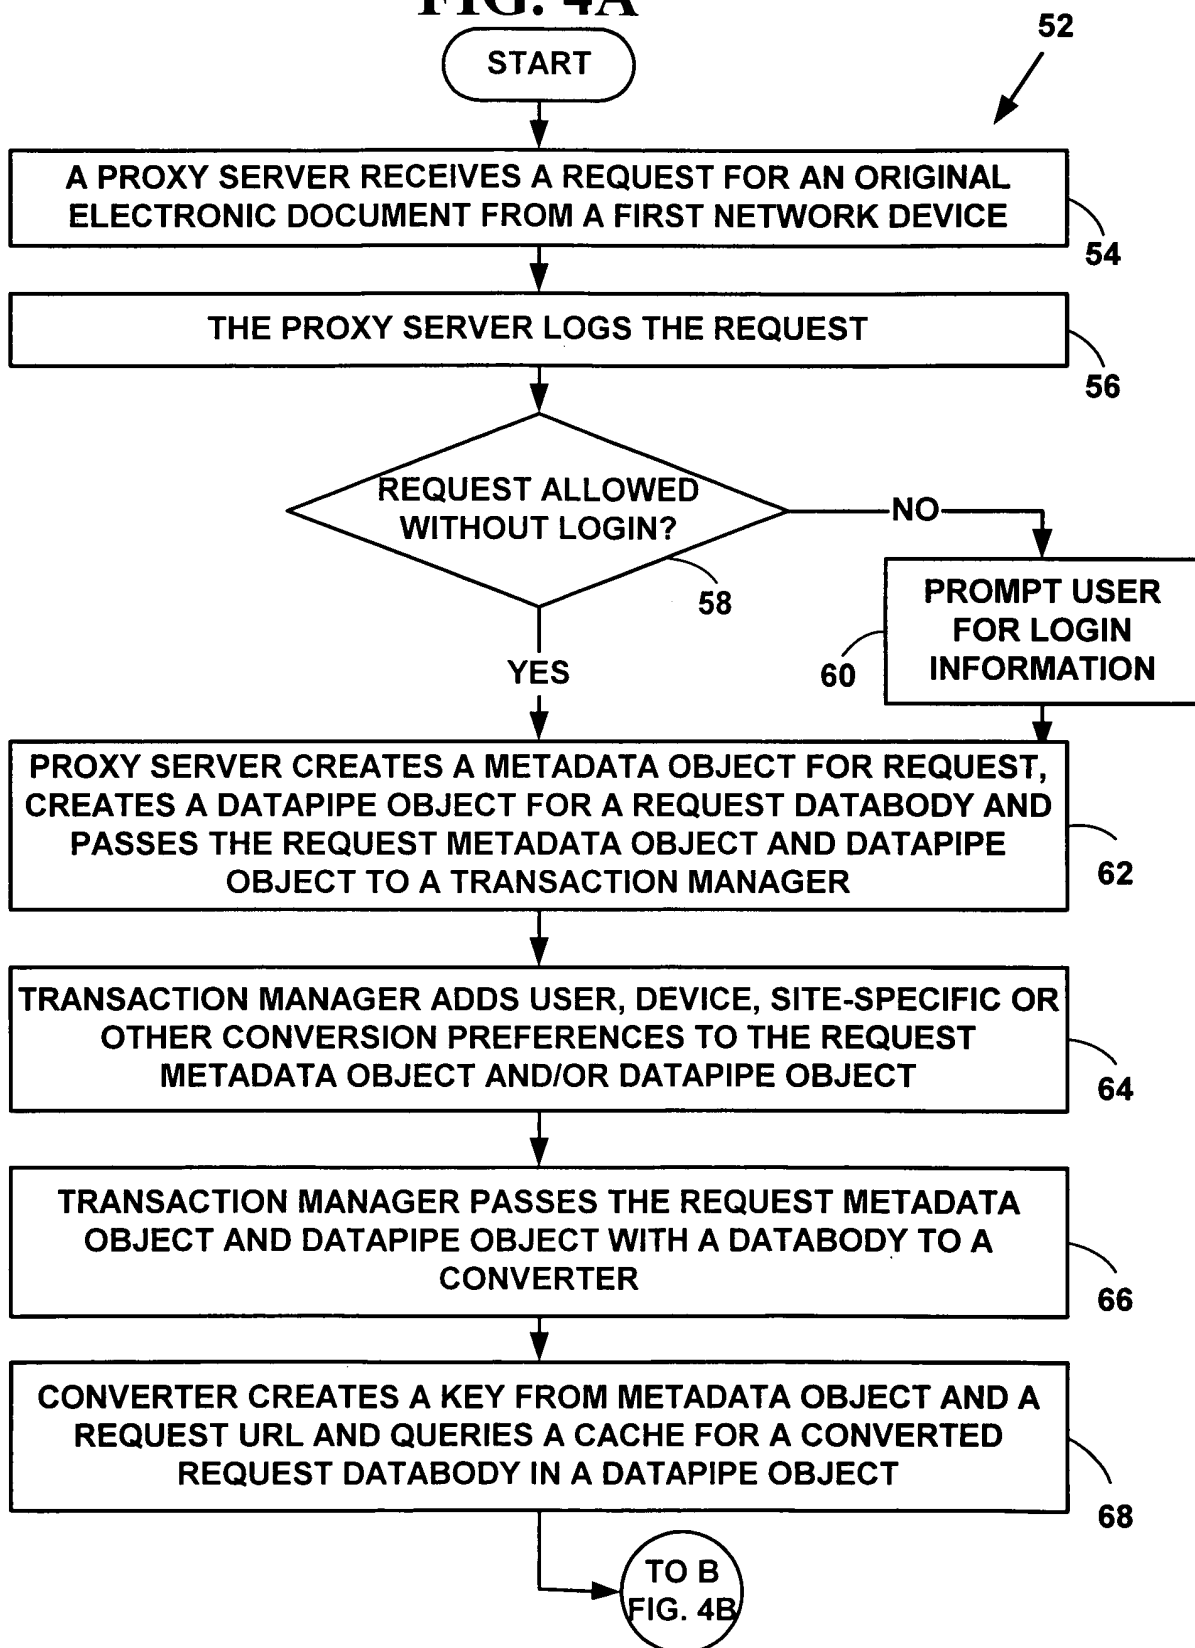 FIG. 4A
52
START
A PROXY SERVER RECEIVES A REQUEST FOR AN ORIGINAL
ELECTRONIC DOCUMENT FROM A FIRST NETWORK DEVICE
54
THE PROXY SERVER LOGS THE REQUEST
56
REQUEST ALLOWED
WITHOUT LOGIN?
58
NO
PROMPT USER
FOR LOGIN
INFORMATION
60
YES
PROXY SERVER CREATES A METADATA OBJECT FOR REQUEST,
CREATES A DATAPIPE OBJECT FOR A REQUEST DATABODY AND
PASSES THE REQUEST METADATA OBJECT AND DATAPIPE
OBJECT TO A TRANSACTION MANAGER
62
TRANSACTION MANAGER ADDS USER, DEVICE, SITE-SPECIFIC OR
OTHER CONVERSION PREFERENCES TO THE REQUEST
METADATA OBJECT AND/OR DATAPIPE OBJECT
64
TRANSACTION MANAGER PASSES THE REQUEST METADATA
OBJECT AND DATAPIPE OBJECT WITH A DATABODY TO A
CONVERTER
66
CONVERTER CREATES A KEY FROM METADATA OBJECT AND A
REQUEST URL AND QUERIES A CACHE FOR A CONVERTED
REQUEST DATABODY IN A DATAPIPE OBJECT
68
TO B
FIG. 4B